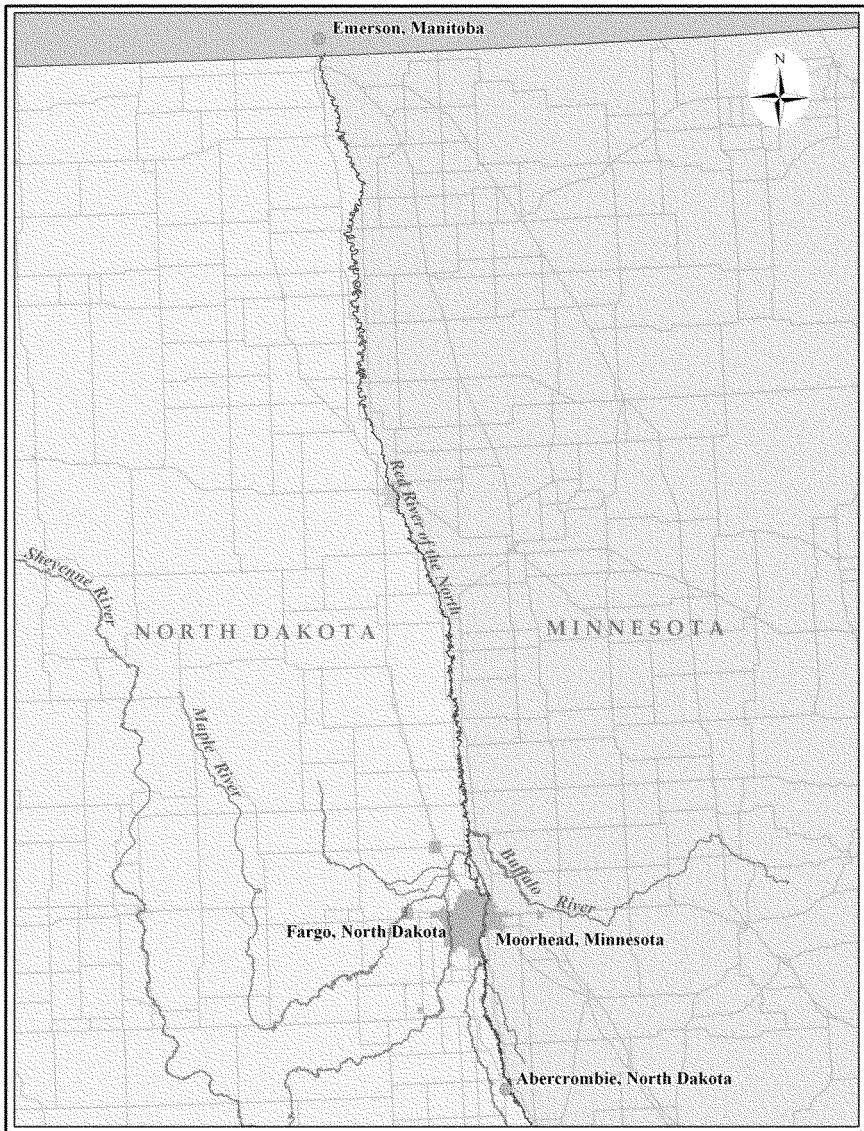 Emerson, Manitoba
N
Red River of the North
Sheyenne River
NORTH DAKOTA
MINNESOTA
Maple River
Buffalo River
Fargo, North Dakota
Moorhead, Minnesota
Abercrombie, North Dakota